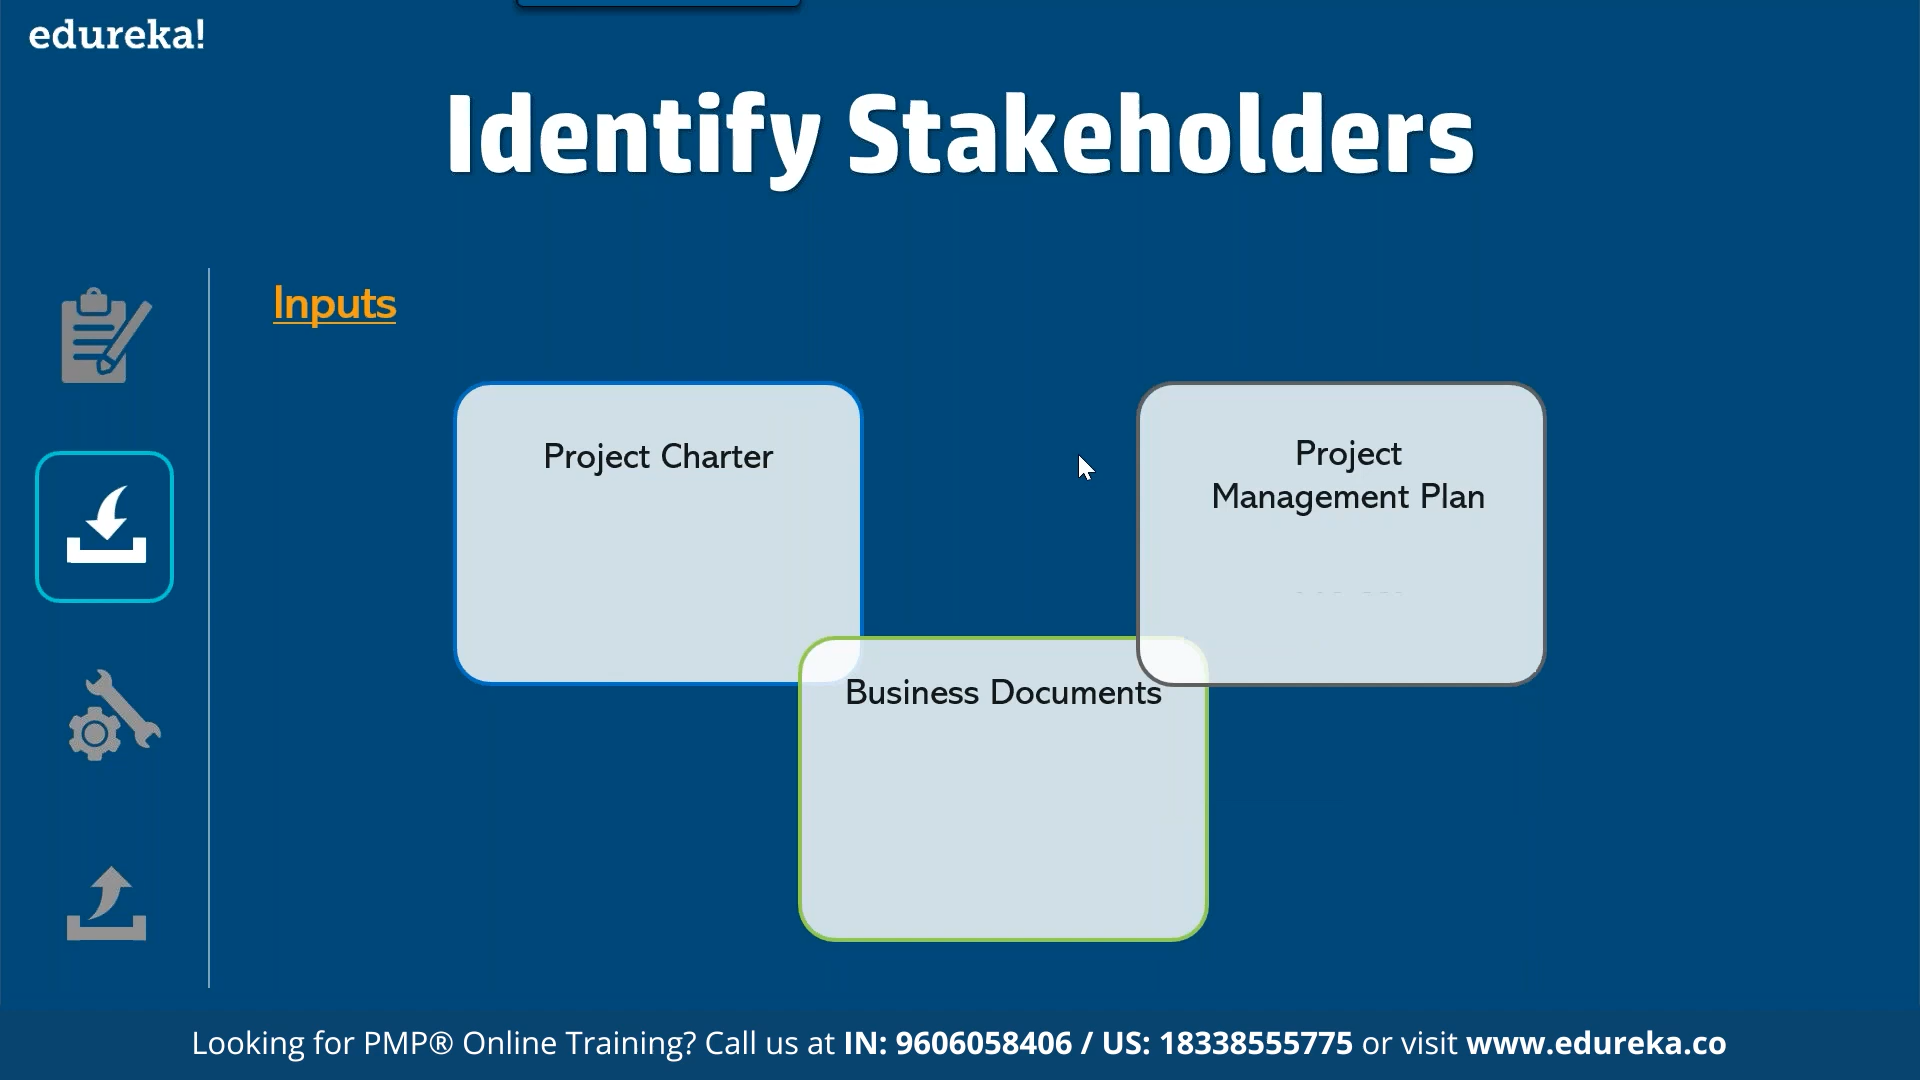 edureka!
Identify Stakeholders
Inputs
Project Charter
Project
Management Plan
Business Documents
Looking for PMP® Online Training? Call us at IN: 9606058406 / US: 18338555775 or visit www.edureka.co